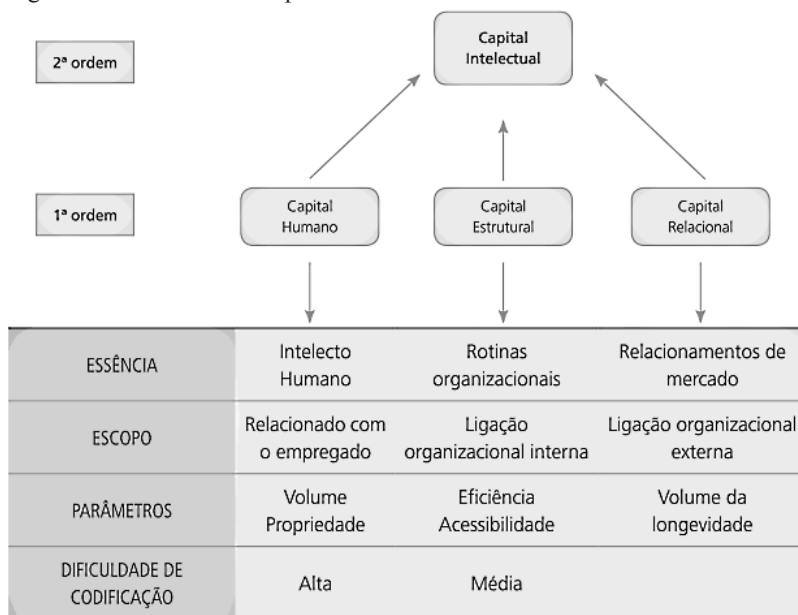 Capital
Intelectual
2ª ordem
1ª ordem
Capital
Humano
Capital
Estrutural
Capital
Relacional
ESSÊNCIA
Intelecto
Humano
Rotinas
organizacionais
Relacionamentos de
mercado
ESCOPO
Relacionado com
o empregado
Ligação
organizacional interna
Ligação organizacional
externa
PARÂMETROS
Volume
Propriedade
Eficiência
Acessibilidade
Volume da
longevidade
DIFICULDADE DE
CODIFICAÇÃO
Alta
Média